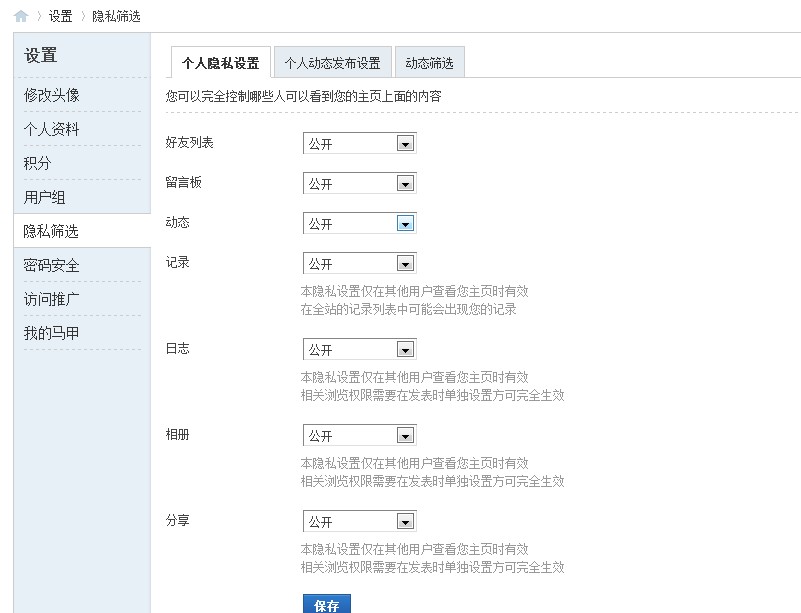 设置 〉 隐私筛选
设置
修改头像
个人资料
积分
用户组
隐私筛选
密码安全
访问推广
我的马甲
个人隐私设置 个人动态发布设置 动态筛选
您可以完全控制哪些人可以看到您的主页上面的内容
好友列表 公开
留言板 公开
动态 公开
记录 公开
本隐私设置仅在其他用户查看您主页时有效
在全站的记录列表中可能会出现您的记录
日志 公开
本隐私设置仅在其他用户查看您主页时有效
相关浏览权限需要在发表时单独设置方可完全生效
相册 公开
本隐私设置仅在其他用户查看您主页时有效
相关浏览权限需要在发表时单独设置方可完全生效
分享 公开
本隐私设置仅在其他用户查看您主页时有效
相关浏览权限需要在发表时单独设置方可完全生效
保存